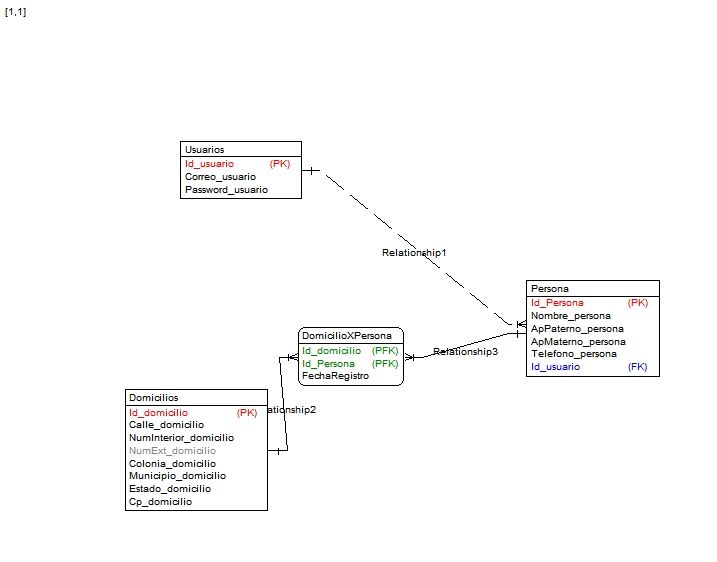 [1,1]
Usuarios
Id_usuario (PK)
Correo_usuario
Password_usuario
Relationship1
Persona
Id_Persona (PK)
Nombre_persona
ApPaterno_persona
ApMaterno_persona
Telefono_persona
Id_usuario (FK)
DomicilioXPersona
Id_domicilio (PFK)
Id_Persona (PFK)
FechaRegistro
Relationship3
Domicilios
Id_domicilio (PK)
Calle_domicilio
NumInterior_domicilio
NumExt_domicilio
Colonia_domicilio
Municipio_domicilio
Estado_domicilio
Cp_domicilio
ationship2